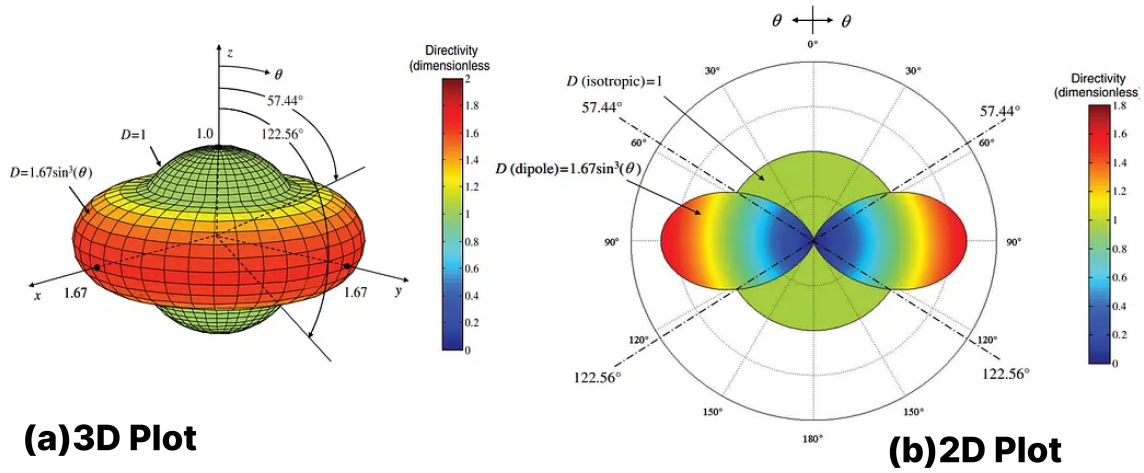 z
θ
57.44°
122.56°
1.0
D=1
D=1.67sin³(θ)
x
1.67
1.67
y
Directivity
(dimensionless
2
1.8
1.6
1.4
1.2
1
0.8
0.6
0.4
0.2
0
(a)3D Plot
θ θ
0°
30°
30°
D (isotropic)=1
57.44°
57.44°
60°
60°
D (dipole)=1.67sin³(θ)
90°
90°
120°
120°
122.56°
122.56°
150°
150°
180°
Directivity
(dimensionless)
1.8
1.6
1.4
1.2
1
0.8
0.6
0.4
0.2
0
(b)2D Plot